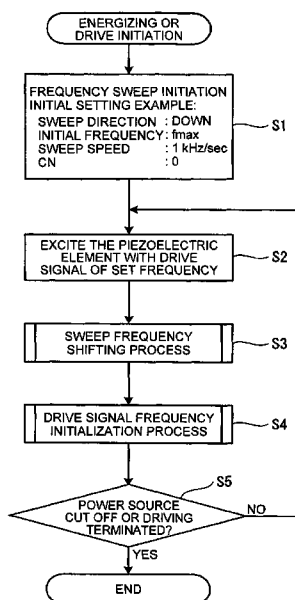 ENERGIZING OR
DRIVE INITIATION
FREQUENCY SWEEP INITIATION
INITIAL SETTING EXAMPLE:
SWEEP DIRECTION : DOWN
INITIAL FREQUENCY : fmax
SWEEP SPEED : 1 kHz/sec
CN : 0
S1
EXCITE THE PIEZOELECTRIC
ELEMENT WITH DRIVE
SIGNAL OF SET FREQUENCY
S2
SWEEP FREQUENCY
SHIFTING PROCESS
S3
DRIVE SIGNAL FREQUENCY
INITIALIZATION PROCESS
S4
S5
POWER SOURCE
CUT OFF OR DRIVING
TERMINATED?
NO
YES
END